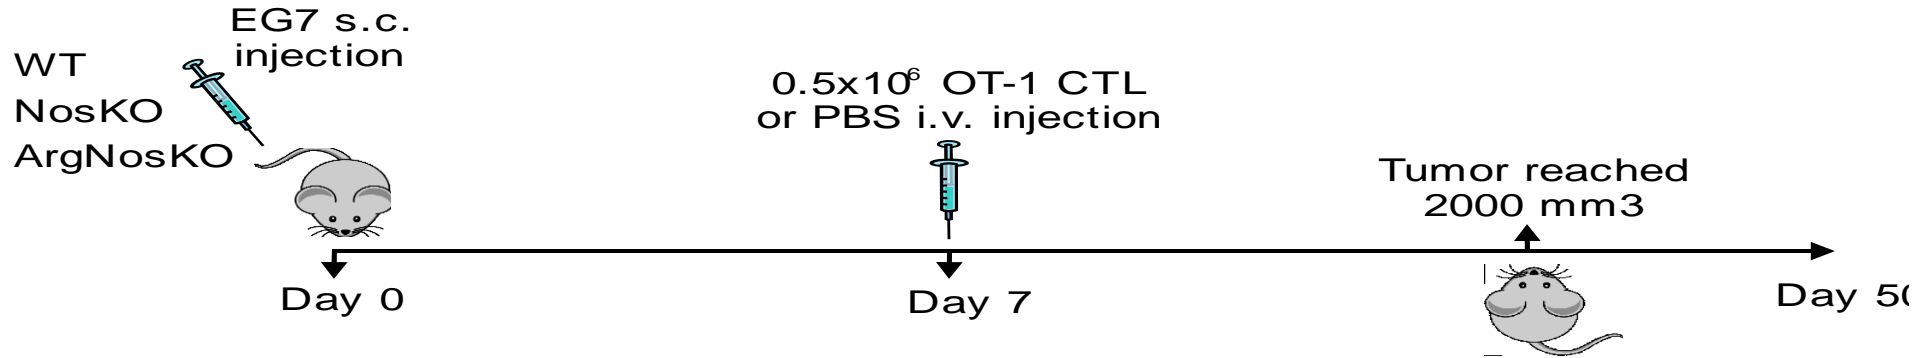 EG7 s.c.
injection
WT
NosKO
ArgNosKO
0.5x10⁶ OT-1 CTL
or PBS i.v. injection
Tumor reached
2000 mm3
Day 0
Day 7
Day 50